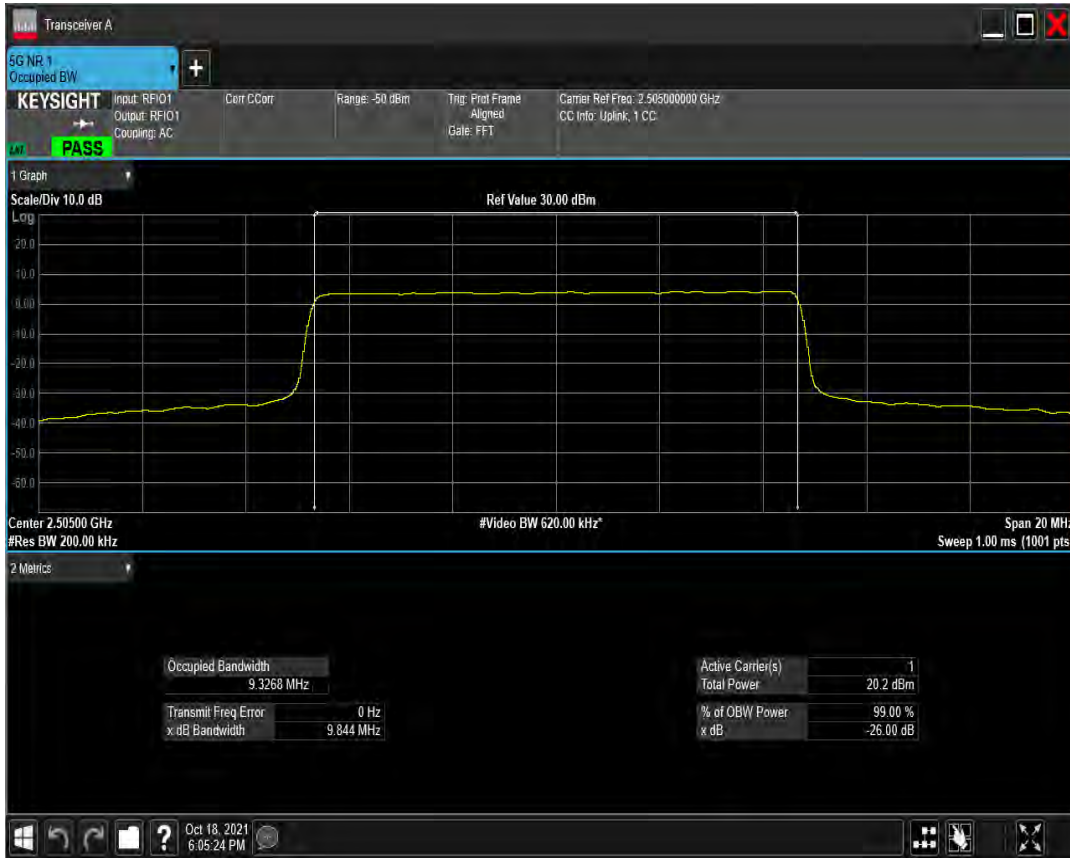 Transceiver A
5G NR 1
Occupied BW
+
KEYSIGHT
Input: RFIO1
Output: RFIO1
Coupling: AC
Corr CCorr
Range: -50 dBm
Trig: Prot Frame
Aligned
Gate: FFT
Carrier Ref Freq: 2.505000000 GHz
CC Info: Uplink, 1 CC
PASS
1 Graph
Scale/Div 10.0 dB
Ref Value 30.00 dBm
Log
20.0
10.0
0.00
-10.0
-20.0
-30.0
-40.0
-50.0
-60.0
Center 2.50500 GHz
#Video BW 620.00 kHz*
Span 20 MHz
#Res BW 200.00 kHz
Sweep 1.00 ms (1001 pts
2 Metrics
Occupied Bandwidth
9.3268 MHz
Transmit Freq Error 0 Hz
x dB Bandwidth 9.844 MHz
Active Carrier(s) 1
Total Power 20.2 dBm
% of OBW Power 99.00 %
x dB -26.00 dB
?
Oct 18, 2021
6:05:24 PM